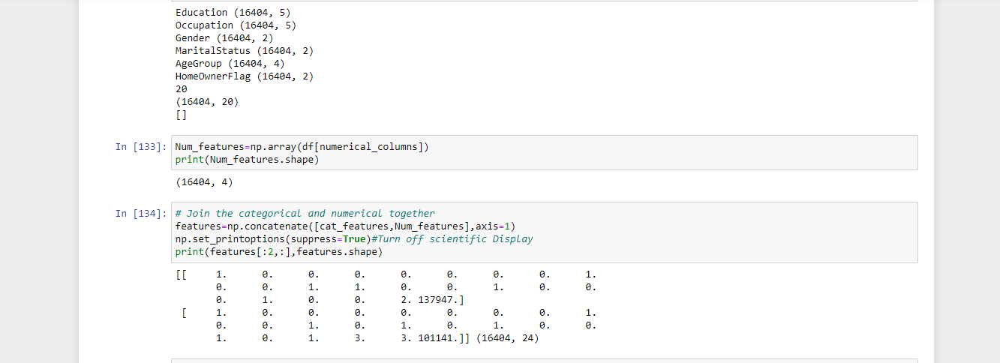 Education (16404, 5)
Occupation (16404, 5)
Gender (16404, 2)
MaritalStatus (16404, 2)
AgeGroup (16404, 4)
HomeOwnerFlag (16404, 2)
20
(16404, 20)
[]
In [133]: Num_features=np.array(df[numerical_columns])
print(Num_features.shape)
(16404, 4)
In [134]: # Join the categorical and numerical together
features=np.concatenate([cat_features,Num_features],axis=1)
np.set_printoptions(suppress=True)#Turn off scientific Display
print(features[:2,:],features.shape)
[[ 1. 0. 0. 0. 0. 0. 0. 0. 1.
0. 0. 1. 1. 0. 0. 1. 0. 0.
0. 1. 0. 0. 2. 137947.]
[ 1. 0. 0. 0. 0. 0. 0. 0. 1.
0. 0. 1. 0. 1. 0. 1. 0. 0.
1. 0. 1. 3. 3. 101141.]] (16404, 24)